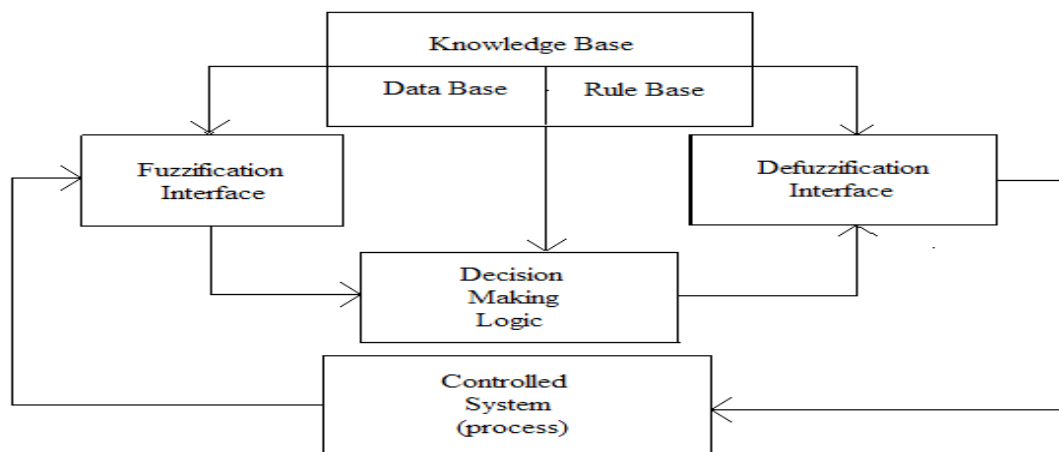 Knowledge Base
Data Base
Rule Base
Fuzzification
Interface
Defuzzification
Interface
Decision
Making
Logic
Controlled
System
(process)